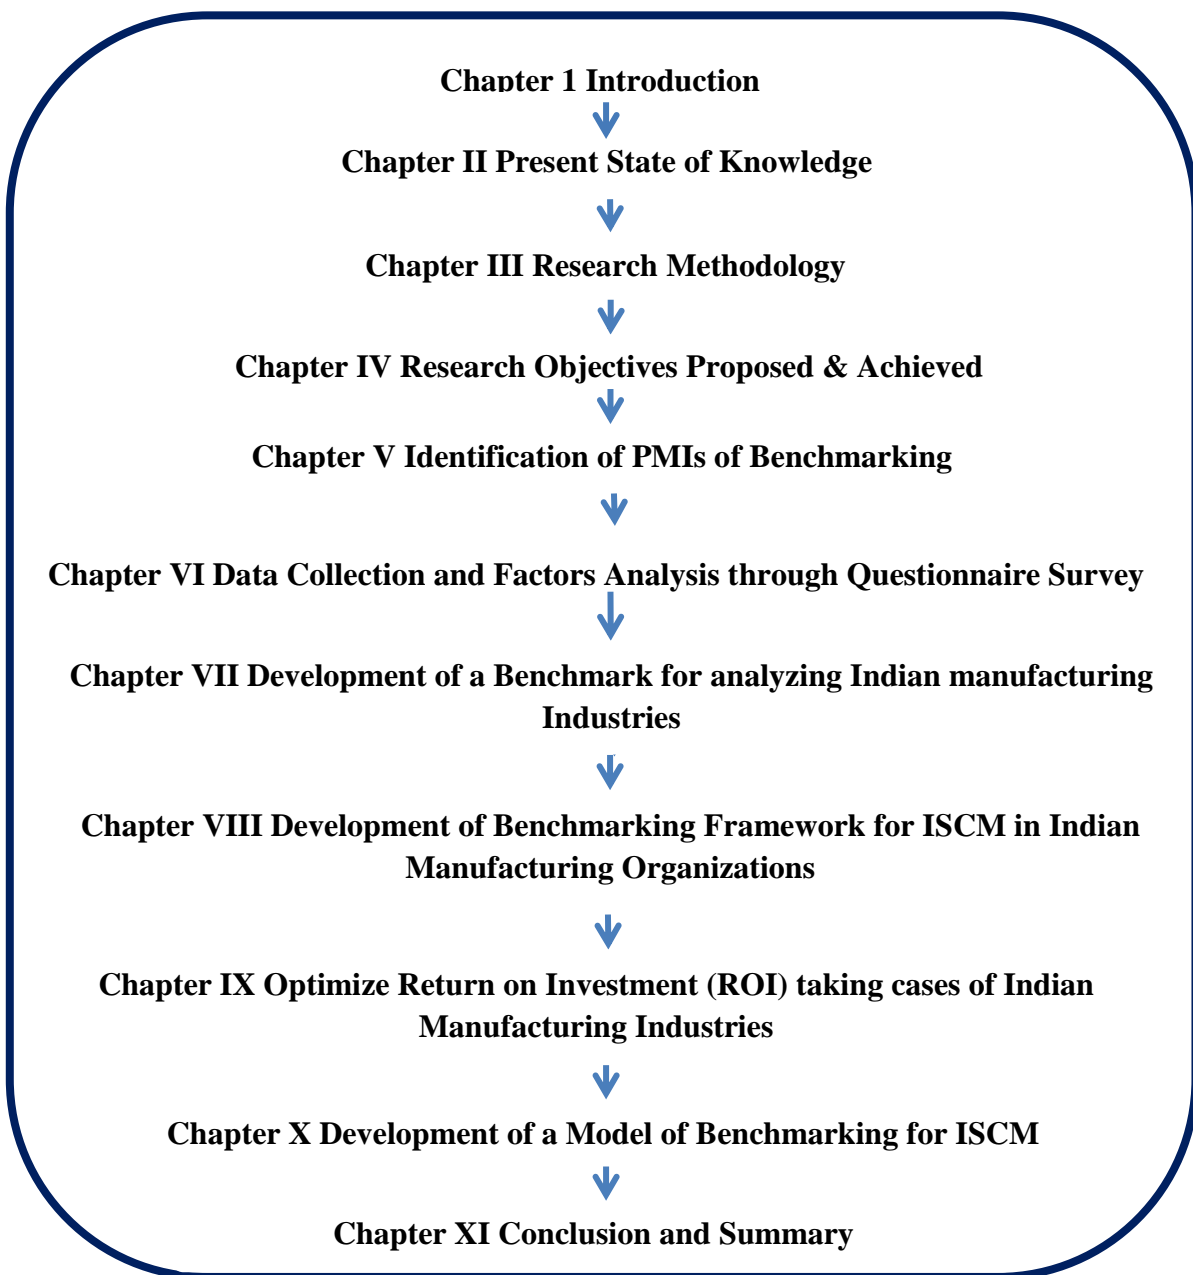 Chapter 1 Introduction
Chapter II Present State of Knowledge
Chapter III Research Methodology
Chapter IV Research Objectives Proposed & Achieved
Chapter V Identification of PMIs of Benchmarking
Chapter VI Data Collection and Factors Analysis through Questionnaire Survey
Chapter VII Development of a Benchmark for analyzing Indian manufacturing
Industries
Chapter VIII Development of Benchmarking Framework for ISCM in Indian
Manufacturing Organizations
Chapter IX Optimize Return on Investment (ROI) taking cases of Indian
Manufacturing Industries
Chapter X Development of a Model of Benchmarking for ISCM
Chapter XI Conclusion and Summary